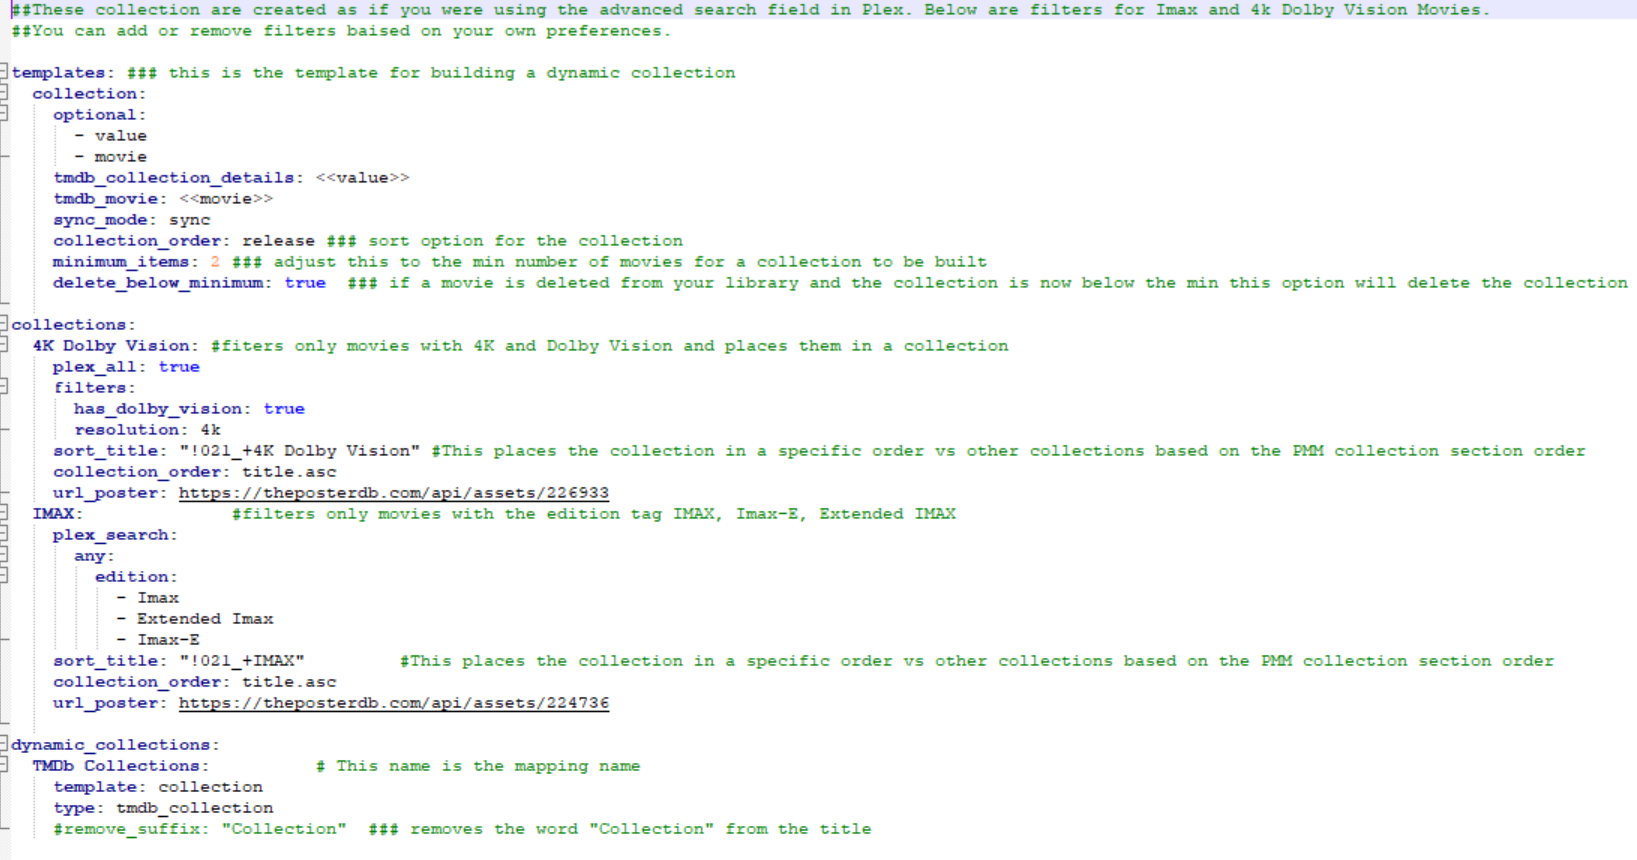 ##These collection are created as if you were using the advanced search field in Plex. Below are filters for Imax and 4k Dolby Vision Movies.
##You can add or remove filters baised on your own preferences.
templates: ### this is the template for building a dynamic collection
  collection:
    optional:
      - value
      - movie
    tmdb_collection_details: <<value>>
    tmdb_movie: <<movie>>
    sync_mode: sync
    collection_order: release ### sort option for the collection
    minimum_items: 2 ### adjust this to the min number of movies for a collection to be built
    delete_below_minimum: true  ### if a movie is deleted from your library and the collection is now below the min this option will delete the collection
collections:
  4K Dolby Vision: #fiters only movies with 4K and Dolby Vision and places them in a collection
    plex_all: true
    filters:
      has_dolby_vision: true
      resolution: 4k
    sort_title: "!021_+4K Dolby Vision" #This places the collection in a specific order vs other collections based on the PMM collection section order
    collection_order: title.asc
    url_poster: https://theposterdb.com/api/assets/226933
  IMAX:              #filters only movies with the edition tag IMAX, Imax-E, Extended IMAX
    plex_search:
      any:
        edition:
          - Imax
          - Extended Imax
          - Imax-E
    sort_title: "!021_+IMAX"         #This places the collection in a specific order vs other collections based on the PMM collection section order
    collection_order: title.asc
    url_poster: https://theposterdb.com/api/assets/224736
dynamic_collections:
  TMDb Collections:          # This name is the mapping name
    template: collection
    type: tmdb_collection
    #remove_suffix: "Collection"  ### removes the word "Collection" from the title